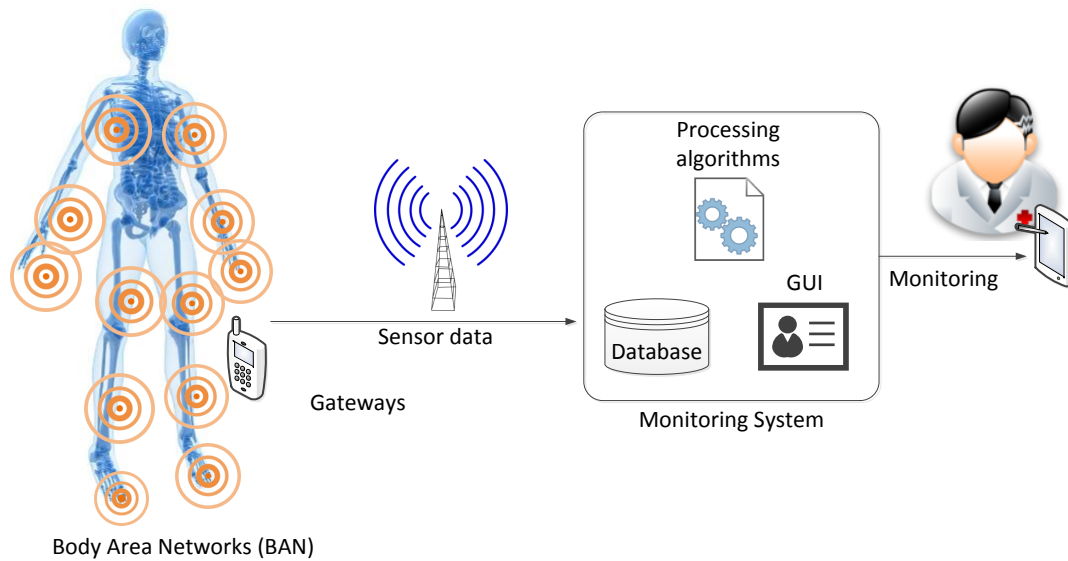 Processing
algorithms
GUI
Database
Sensor data
Monitoring
Gateways
Monitoring System
Body Area Networks (BAN)